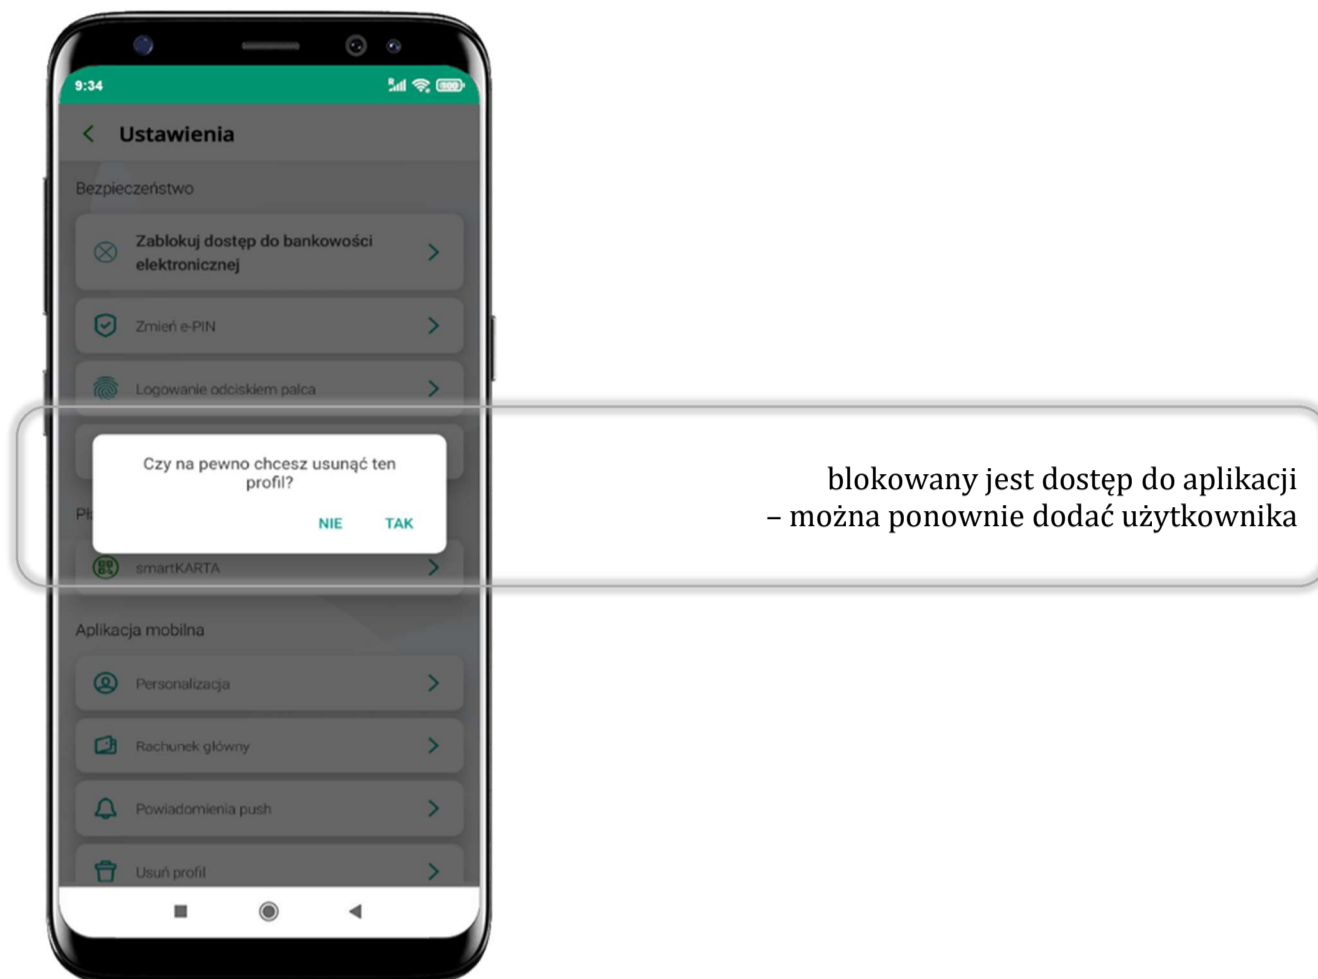 9:34
Ustawienia
Bezpieczeństwo
Zablokuj dostęp do bankowości
elektronicznej
Zmień e-PIN
Logowanie odciskiem palca
Czy na pewno chcesz usunąć ten
profil?
NIE TAK
smartKARTA
Aplikacja mobilna
Personalizacja
Rachunek główny
Powiadomienia push
Usuń profil
blokowany jest dostęp do aplikacji
– można ponownie dodać użytkownika